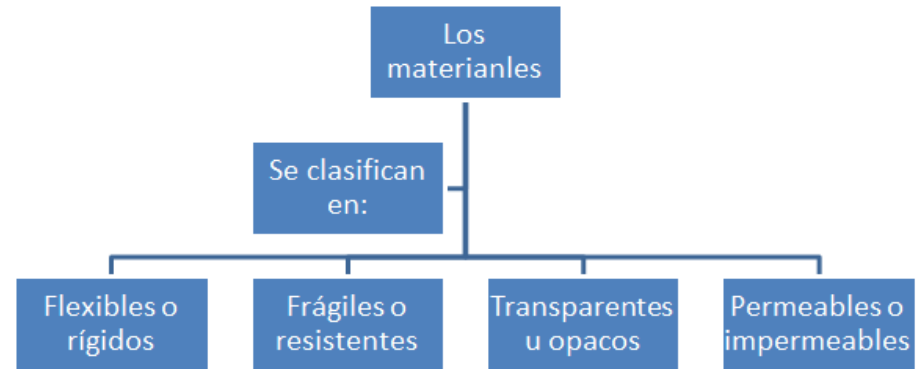 Los
materianles
Se clasifican
en:
Flexibles o
rígidos
Frágiles o
resistentes
Transparentes
u opacos
Permeables o
impermeables